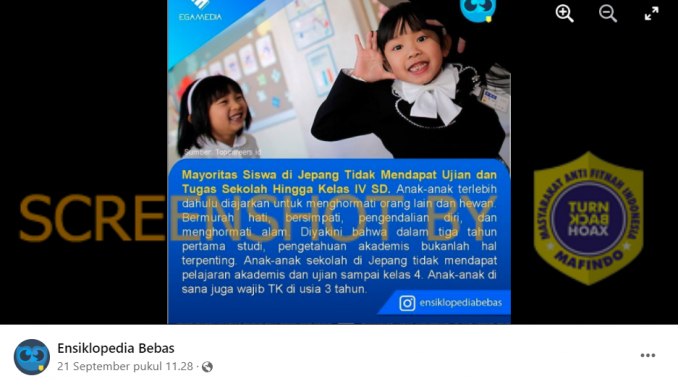 EGAMEDIA
Sumber: Topcareers.id
Mayoritas Siswa di Jepang Tidak Mendapat Ujian dan
Tugas Sekolah Hingga Kelas IV SD. Anak-anak terlebih
dahulu diajarkan untuk menghormati orang lain dan hewan.
Bermurah hati, bersimpati, pengendalian diri, dan
menghormati alam. Diyakini bahwa dalam tiga tahun
pertama studi, pengetahuan akademis bukanlah hal
terpenting. Anak-anak sekolah di Jepang tidak mendapat
pelajaran akademis dan ujian sampai kelas 4. Anak-anak di
sana juga wajib TK di usia 3 tahun.
ensiklopediabebas
SCREENSHOT BY
MASYARAKAT ANTI FITNAH INDONESIA
TURN
BACK
HOAX
MAFINDO
Ensiklopedia Bebas
21 September pukul 11.28 ·